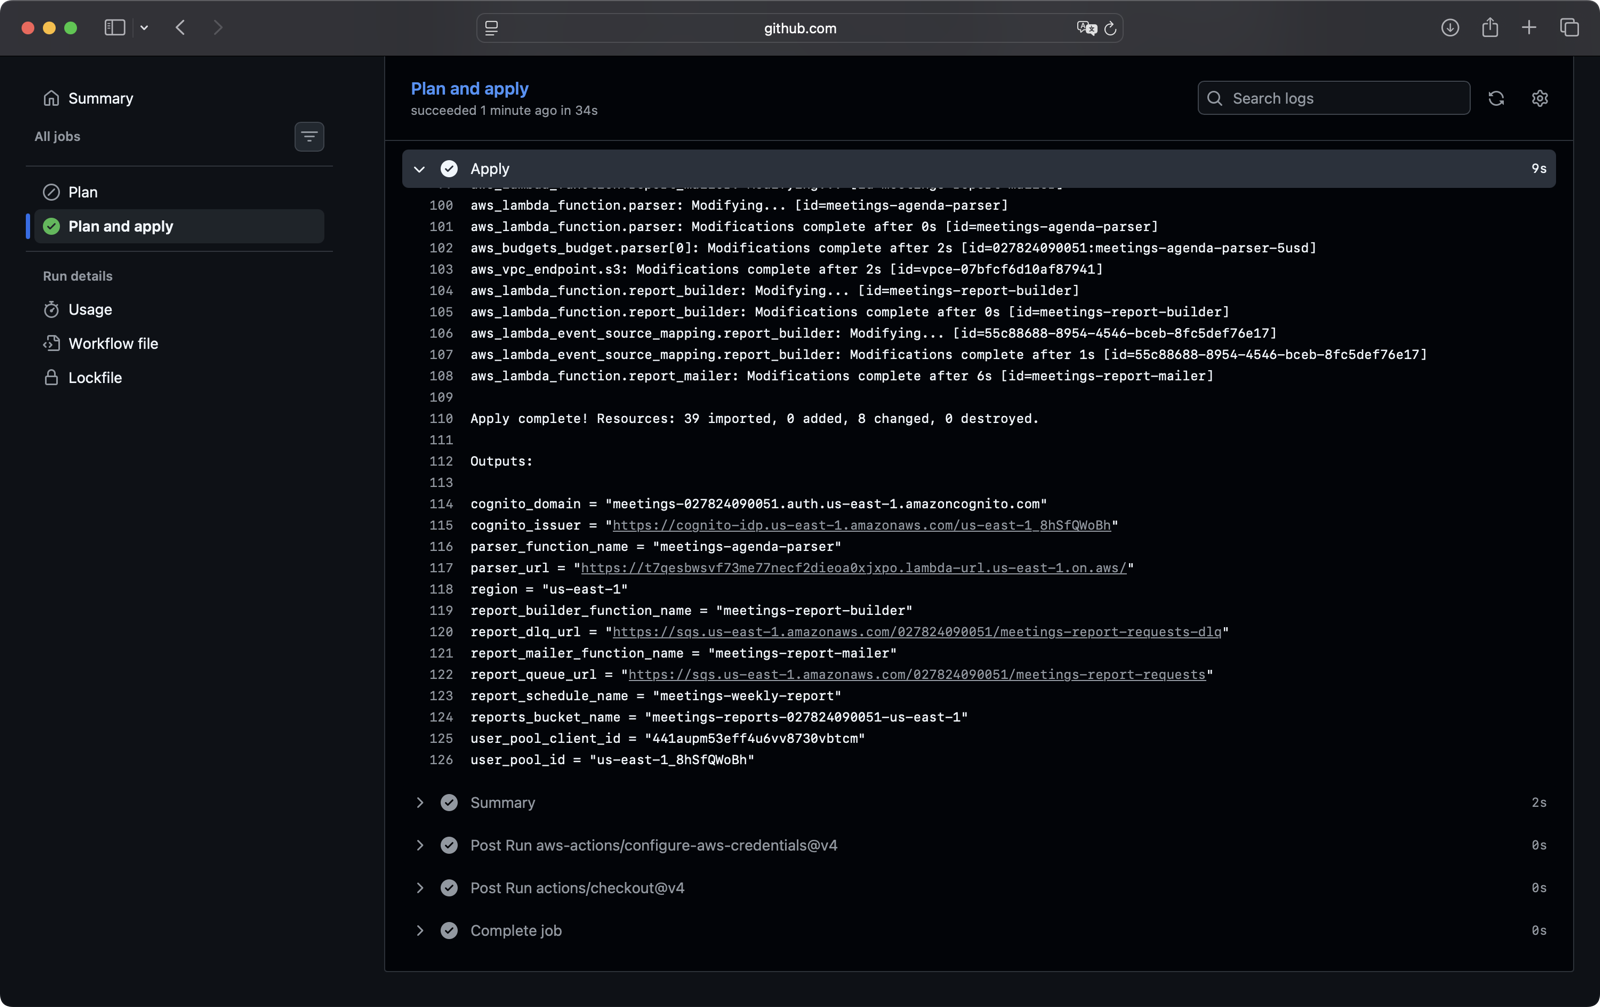 github.com
Summary
All jobs
Plan
Plan and apply
Run details
Usage
Workflow file
Lockfile
Plan and apply
succeeded 1 minute ago in 34s
Search logs
Apply 9s
100 aws_lambda_function.parser: Modifying... [id=meetings-agenda-parser]
101 aws_lambda_function.parser: Modifications complete after 0s [id=meetings-agenda-parser]
102 aws_budgets_budget.parser[0]: Modifications complete after 2s [id=027824090051:meetings-agenda-parser-5usd]
103 aws_vpc_endpoint.s3: Modifications complete after 2s [id=vpce-07bfcf6d10af87941]
104 aws_lambda_function.report_builder: Modifying... [id=meetings-report-builder]
105 aws_lambda_function.report_builder: Modifications complete after 0s [id=meetings-report-builder]
106 aws_lambda_event_source_mapping.report_builder: Modifying... [id=55c88688-8954-4546-bceb-8fc5def76e17]
107 aws_lambda_event_source_mapping.report_builder: Modifications complete after 1s [id=55c88688-8954-4546-bceb-8fc5def76e17]
108 aws_lambda_function.report_mailer: Modifications complete after 6s [id=meetings-report-mailer]
109
110 Apply complete! Resources: 39 imported, 0 added, 8 changed, 0 destroyed.
111
112 Outputs:
113
114 cognito_domain = "meetings-027824090051.auth.us-east-1.amazoncognito.com"
115 cognito_issuer = "https://cognito-idp.us-east-1.amazonaws.com/us-east-1_8hSfQWoBh"
116 parser_function_name = "meetings-agenda-parser"
117 parser_url = "https://t7qesbwsvf73me77necf2dieoa0xjxpo.lambda-url.us-east-1.on.aws/"
118 region = "us-east-1"
119 report_builder_function_name = "meetings-report-builder"
120 report_dlq_url = "https://sqs.us-east-1.amazonaws.com/027824090051/meetings-report-requests-dlq"
121 report_mailer_function_name = "meetings-report-mailer"
122 report_queue_url = "https://sqs.us-east-1.amazonaws.com/027824090051/meetings-report-requests"
123 report_schedule_name = "meetings-weekly-report"
124 reports_bucket_name = "meetings-reports-027824090051-us-east-1"
125 user_pool_client_id = "441aupm53eff4u6vv8730vbtcm"
126 user_pool_id = "us-east-1_8hSfQWoBh"
Summary 2s
Post Run aws-actions/configure-aws-credentials@v4 0s
Post Run actions/checkout@v4 0s
Complete job 0s